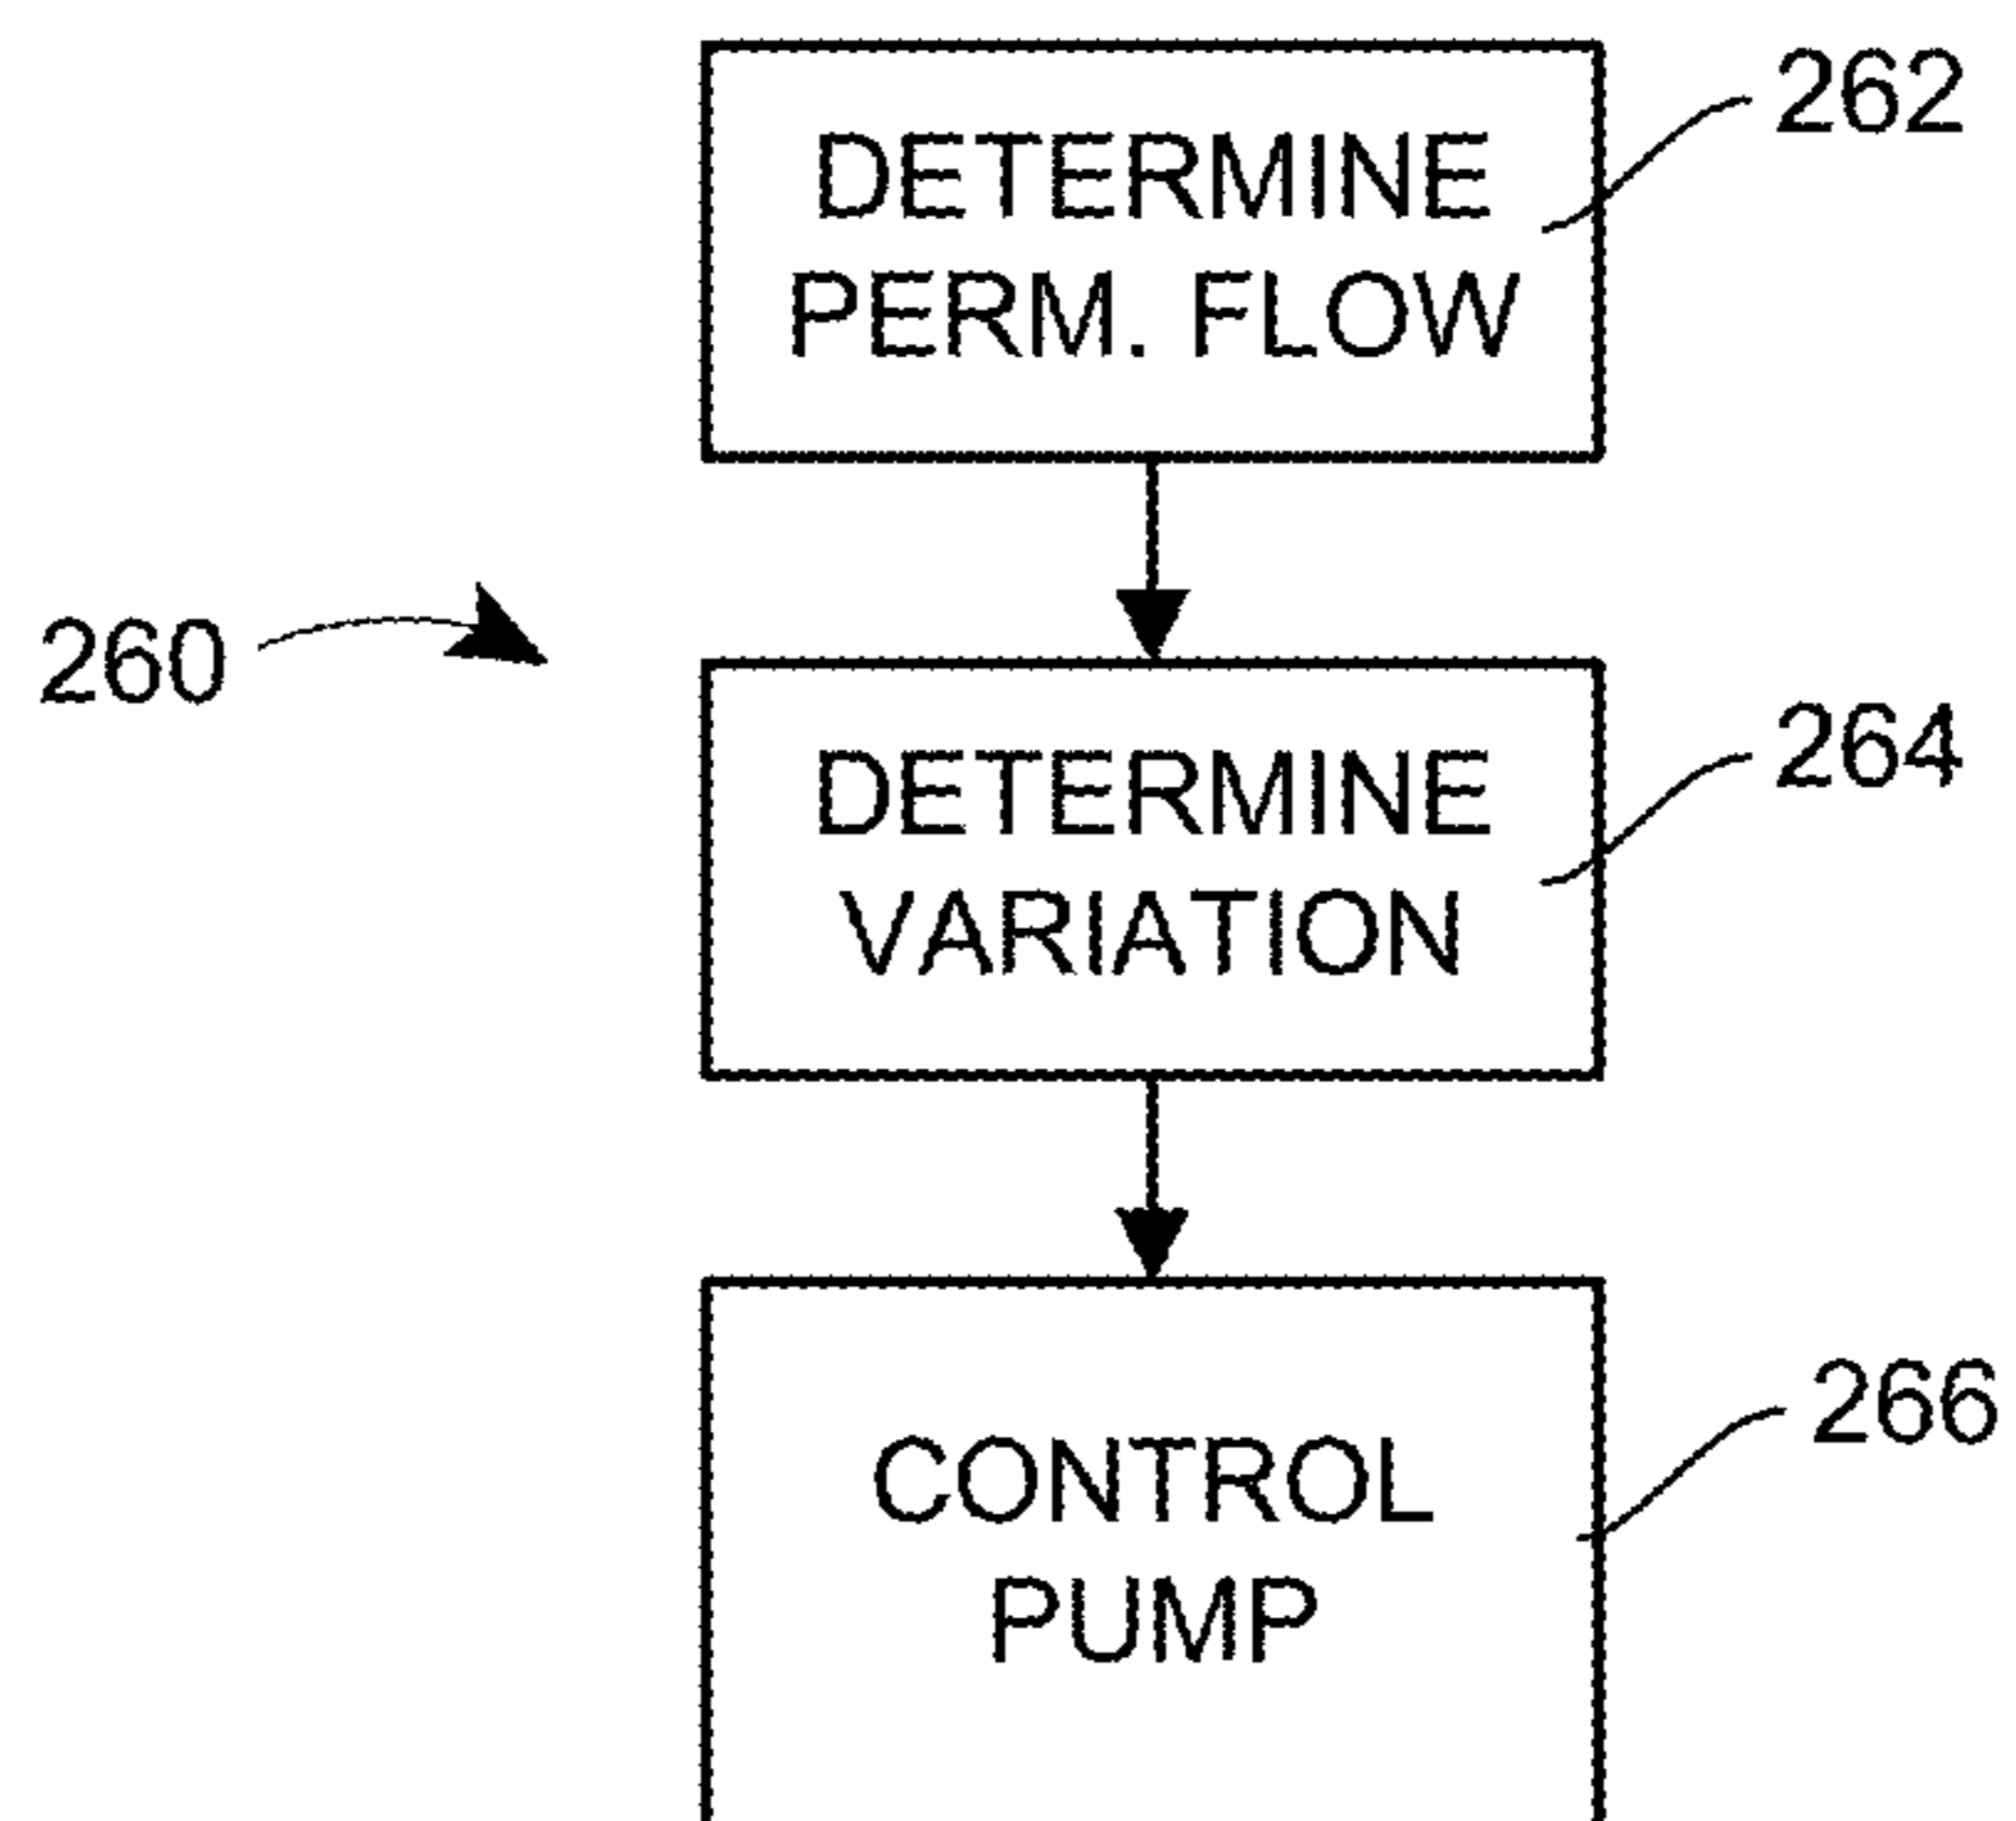 262
DETERMINE
PERM. FLOW
260
264
DETERMINE
VARIATION
266
CONTROL
PUMP